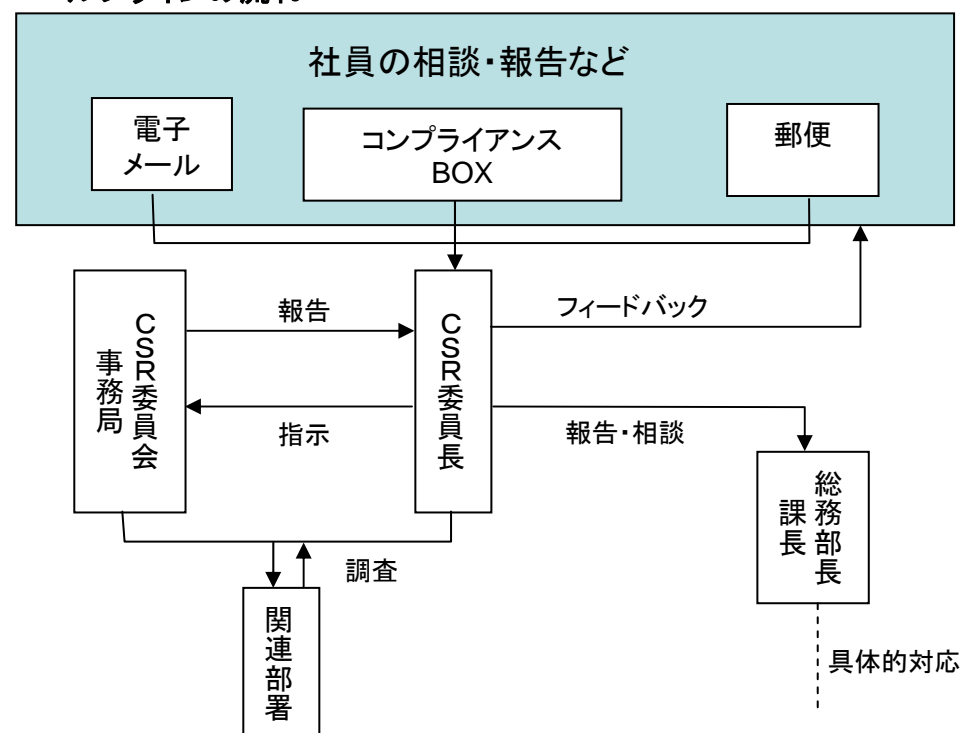 社員の相談・報告など
電子
メール
コンプライアンス
BOX
郵便
報告
フィードバック
CSR委員会
事務局
CSR委員長
指示
報告・相談
総務部長
課長
調査
関連部署
具体的対応